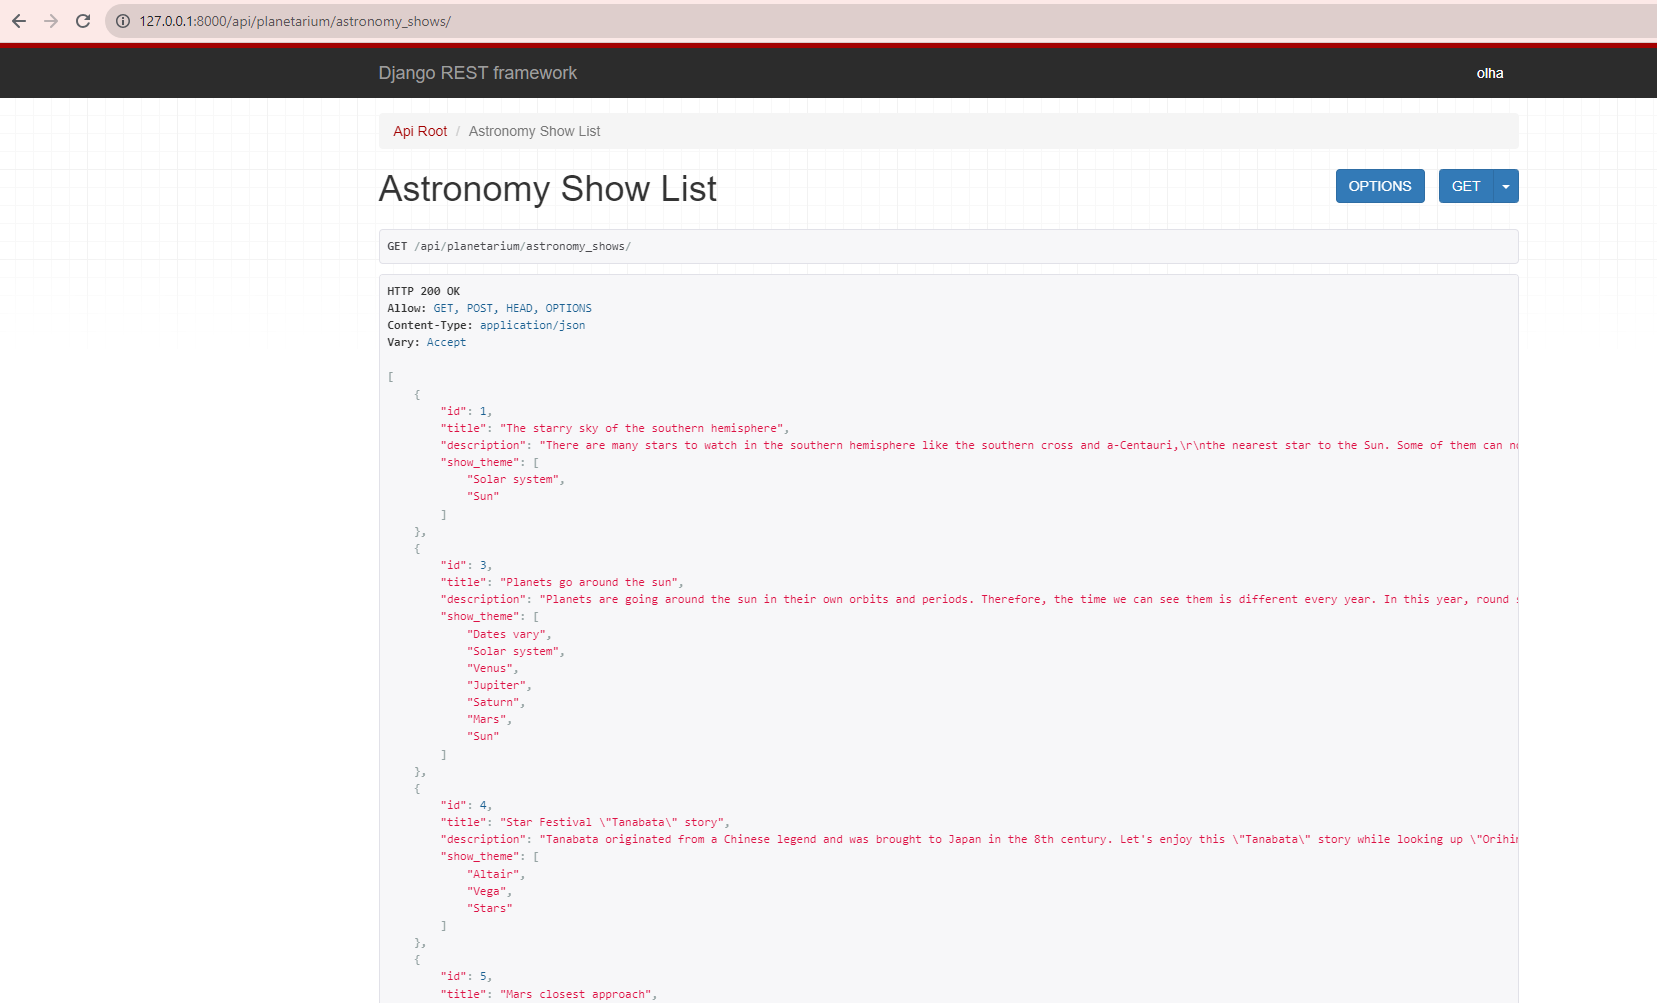 127.0.0.1:8000/api/planetarium/astronomy_shows/
Django REST framework
olha
Api Root / Astronomy Show List
Astronomy Show List
OPTIONS
GET
GET /api/planetarium/astronomy_shows/
HTTP 200 OK
Allow: GET, POST, HEAD, OPTIONS
Content-Type: application/json
Vary: Accept
[
    {
        "id": 1,
        "title": "The starry sky of the southern hemisphere",
        "description": "There are many stars to watch in the southern hemisphere like the southern cross and a-Centauri,\r\nthe nearest star to the Sun. Some of them can
        "show_theme": [
            "Solar system",
            "Sun"
        ]
    },
    {
        "id": 3,
        "title": "Planets go around the sun",
        "description": "Planets are going around the sun in their own orbits and periods. Therefore, the time we can see them is different every year. In this year, round
        "show_theme": [
            "Dates vary",
            "Solar system",
            "Venus",
            "Jupiter",
            "Saturn",
            "Mars",
            "Sun"
        ]
    },
    {
        "id": 4,
        "title": "Star Festival \"Tanabata\" story",
        "description": "Tanabata originated from a Chinese legend and was brought to Japan in the 8th century. Let's enjoy this \"Tanabata\" story while looking up
        "show_theme": [
            "Altair",
            "Vega",
            "Stars"
        ]
    },
    {
        "id": 5,
        "title": "Mars closest approach",